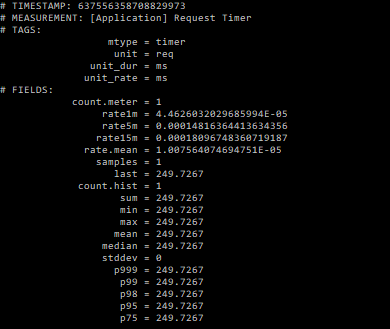 # TIMESTAMP: 637556358708829973
# MEASUREMENT: [Application] Request Timer
# TAGS:
mtype = timer
unit = req
unit_dur = ms
unit_rate = ms
# FIELDS:
count.meter = 1
rate1m = 4.4626032029685994E-05
rate5m = 0.00014816364413634356
rate15m = 0.00018096748360719187
rate.mean = 1.007564074694751E-05
samples = 1
last = 249.7267
count.hist = 1
sum = 249.7267
min = 249.7267
max = 249.7267
mean = 249.7267
median = 249.7267
stddev = 0
p999 = 249.7267
p99 = 249.7267
p98 = 249.7267
p95 = 249.7267
p75 = 249.7267